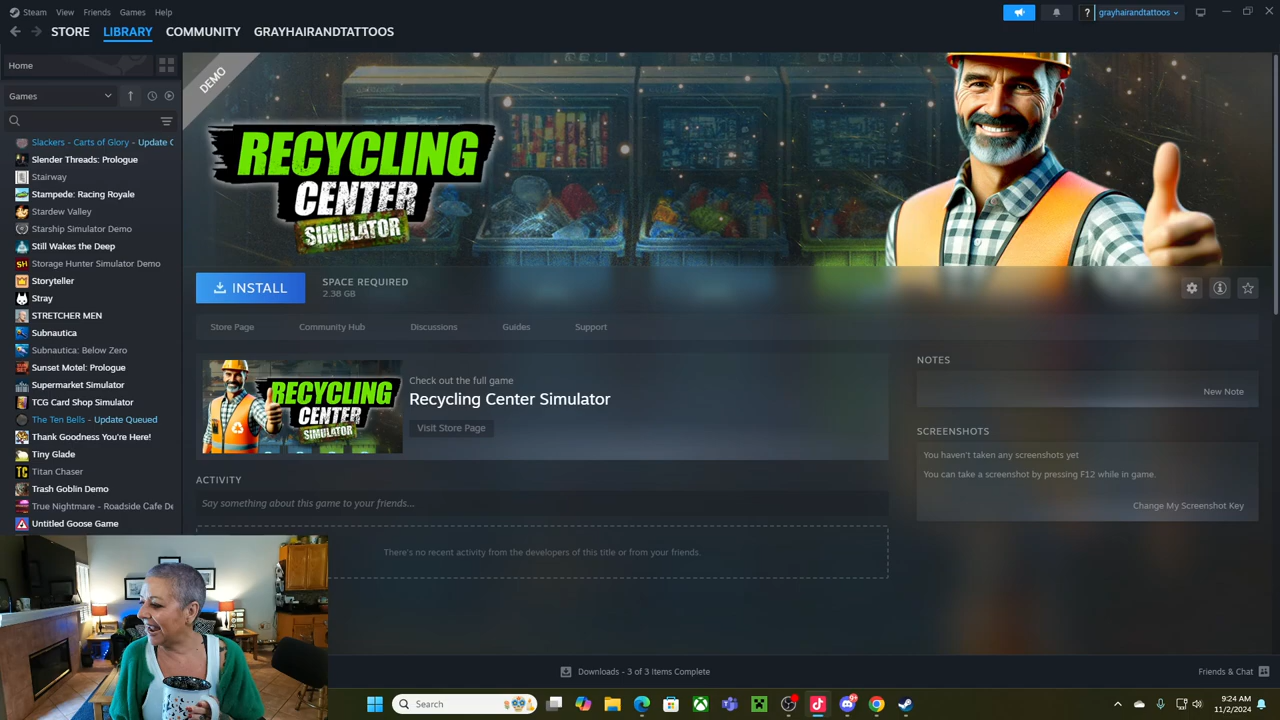 Steam View Friends Games Help
grayhairandtattoos
STORE LIBRARY COMMUNITY GRAYHAIRANDTATTOOS
Home
Games
Slackers - Carts of Glory - Update Q
Slender Threads: Prologue
Stairway
Stampede: Racing Royale
Stardew Valley
Starship Simulator Demo
Still Wakes the Deep
Storage Hunter Simulator Demo
Storyteller
Stray
STRETCHER MEN
Subnautica
Subnautica: Below Zero
Sunset Motel: Prologue
Supermarket Simulator
TCG Card Shop Simulator
The Ten Bells - Update Queued
Thank Goodness You're Here!
Tiny Glade
Titan Chaser
Trash Goblin Demo
True Nightmare - Roadside Cafe De
Untitled Goose Game
DEMO
RECYCLING
CENTER
SIMULATOR
INSTALL
SPACE REQUIRED
2.38 GB
Store Page Community Hub Discussions Guides Support
RECYCLING
CENTER
SIMULATOR
Check out the full game
Recycling Center Simulator
Visit Store Page
ACTIVITY
Say something about this game to your friends...
There's no recent activity from the developers of this title or from your friends.
NOTES
New Note
SCREENSHOTS
You haven't taken any screenshots yet
You can take a screenshot by pressing F12 while in game.
Change My Screenshot Key
Downloads - 3 of 3 Items Complete
Friends & Chat
Search
9:24 AM
11/2/2024